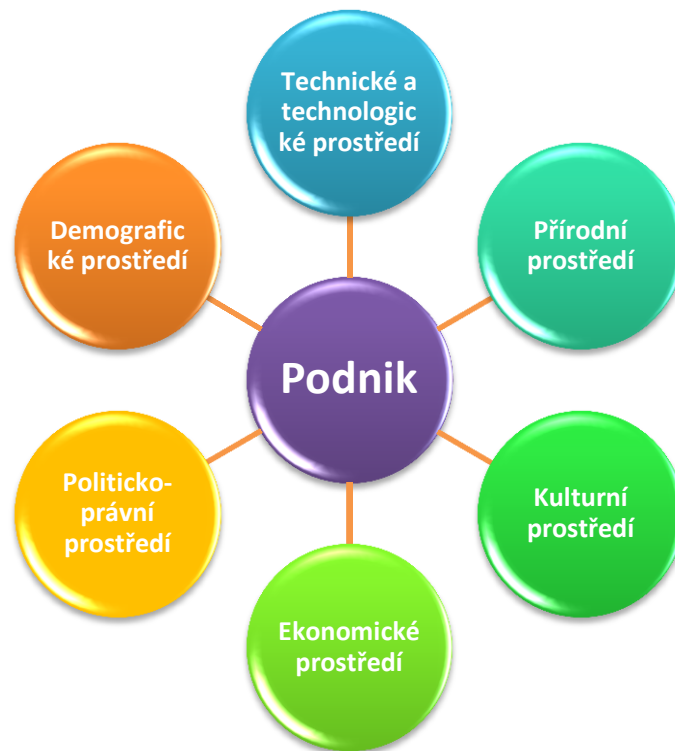 Technické a
technologic
ké prostředí
Přírodní
prostředí
Kulturní
prostředí
Ekonomické
prostředí
Politicko-
právní
prostředí
Demografic
ké prostředí
Podnik